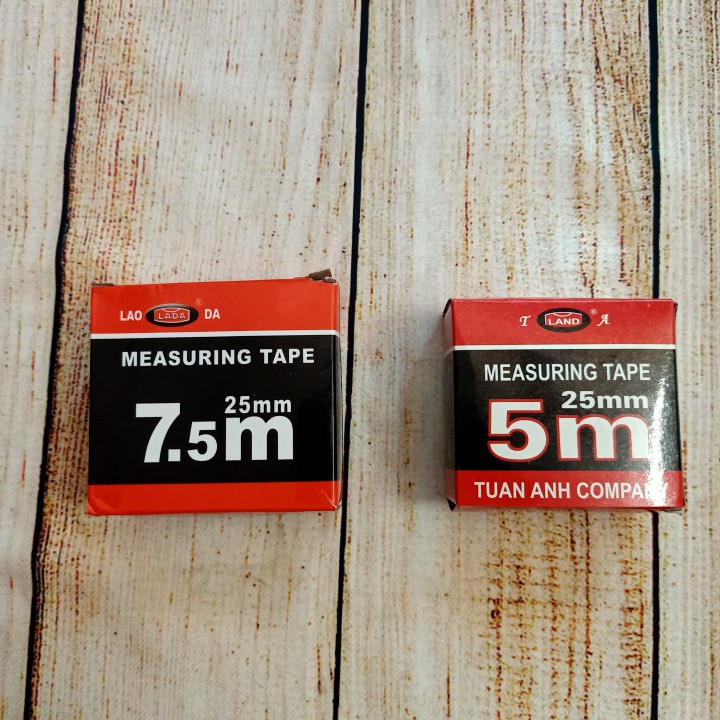 LAO LADA ® DA
MEASURING TAPE
25mm
7.5m
T LAND ® A
MEASURING TAPE
25mm
5m
TUAN ANH COMPANY